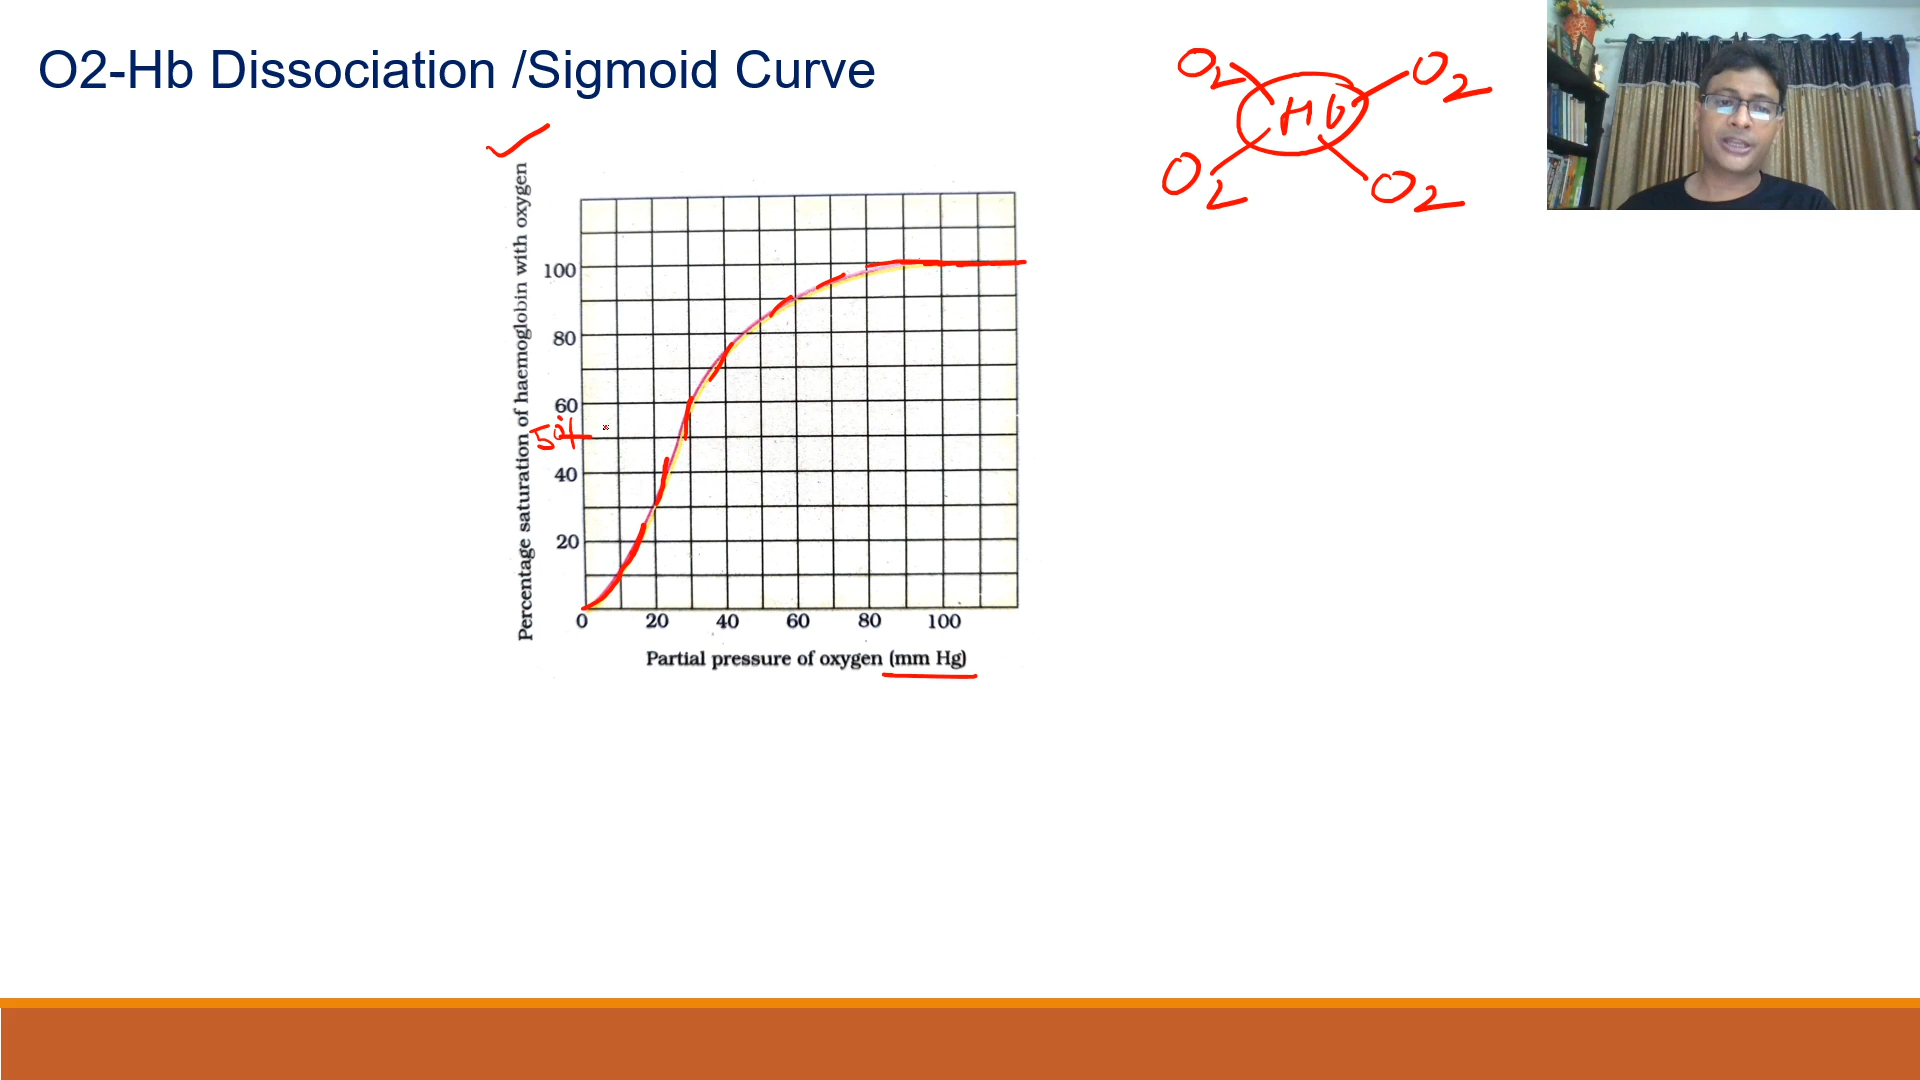 O2-Hb Dissociation /Sigmoid Curve
O2 Hb O2
O2 O2
Percentage saturation of haemoglobin with oxygen
100
80
60
50%
40
20
0 20 40 60 80 100
Partial pressure of oxygen (mm Hg)